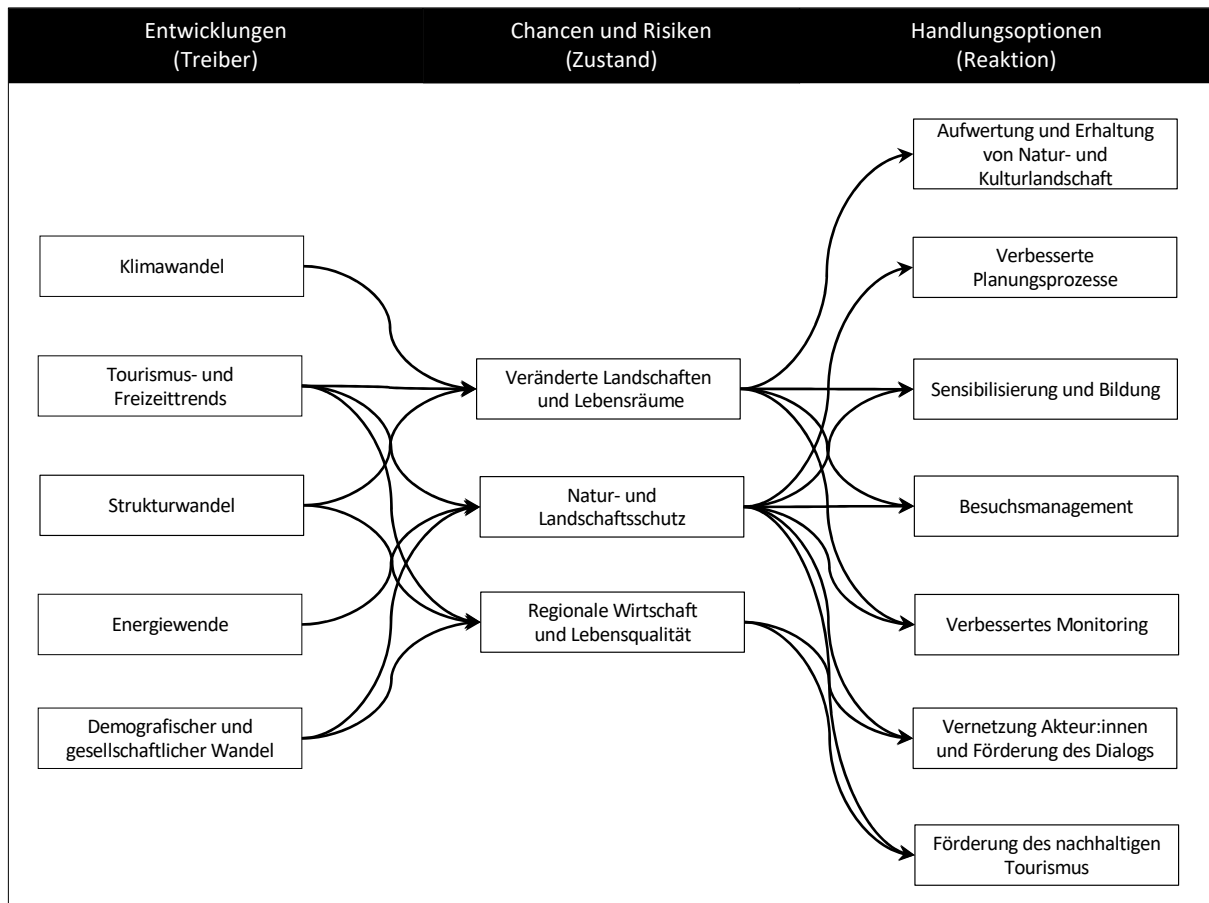 Entwicklungen
(Treiber)
Chancen und Risiken
(Zustand)
Handlungsoptionen
(Reaktion)
Klimawandel
Tourismus- und
Freizeittrends
Strukturwandel
Energiewende
Demografischer und
gesellschaftlicher Wandel
Veränderte Landschaften
und Lebensräume
Natur- und
Landschaftsschutz
Regionale Wirtschaft
und Lebensqualität
Aufwertung und Erhaltung
von Natur- und
Kulturlandschaft
Verbesserte
Planungsprozesse
Sensibilisierung und Bildung
Besuchsmanagement
Verbessertes Monitoring
Vernetzung Akteur:innen
und Förderung des Dialogs
Förderung des nachhaltigen
Tourismus